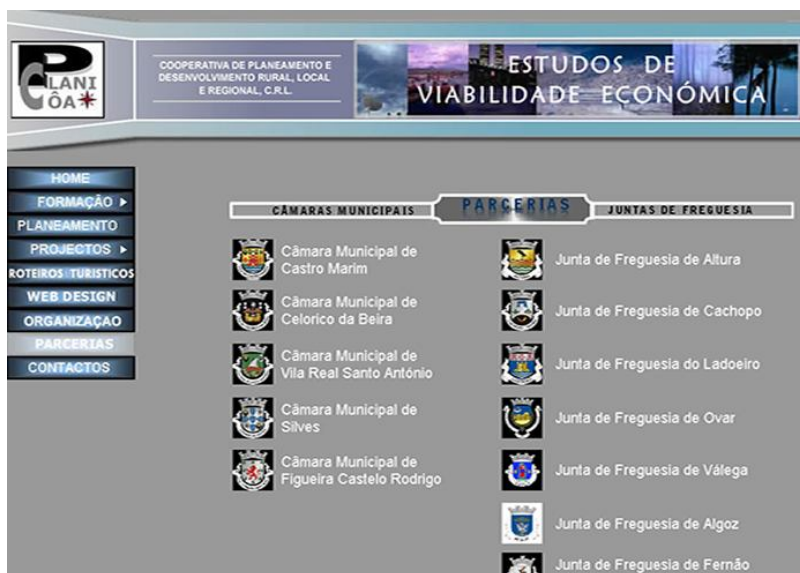 PLANI
CÔA
COOPERATIVA DE PLANEAMENTO E
DESENVOLVIMENTO RURAL, LOCAL
E REGIONAL, C.R.L.
ESTUDOS DE
VIABILIDADE ECONÓMICA
HOME
FORMAÇÃO
PLANEAMENTO
PROJECTOS
ROTEIROS TURISTICOS
WEB DESIGN
ORGANIZAÇAO
PARCERIAS
CONTACTOS
CÂMARAS MUNICIPAIS PARCERIAS JUNTAS DE FREGUESIA
Câmara Municipal de
Castro Marim
Câmara Municipal de
Celorico da Beira
Câmara Municipal de
Vila Real Santo António
Câmara Municipal de
Silves
Câmara Municipal de
Figueira Castelo Rodrigo
Junta de Freguesia de Altura
Junta de Freguesia de Cachopo
Junta de Freguesia do Ladoeiro
Junta de Freguesia de Ovar
Junta de Freguesia de Válega
Junta de Freguesia de Algoz
Junta de Freguesia de Fernão